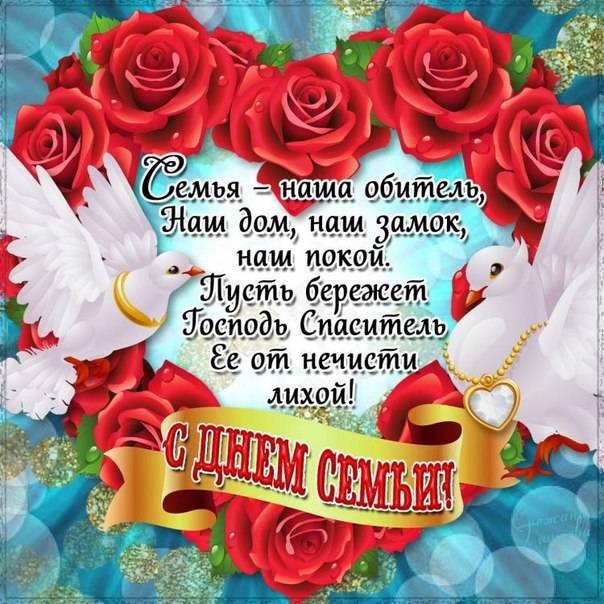 Семья – наша обитель,
Наш дом, наш замок,
наш покой.
Пусть бережет
Господь Спаситель
Ее от нечисти
лихой!
С ДНЕМ СЕМЬИ!